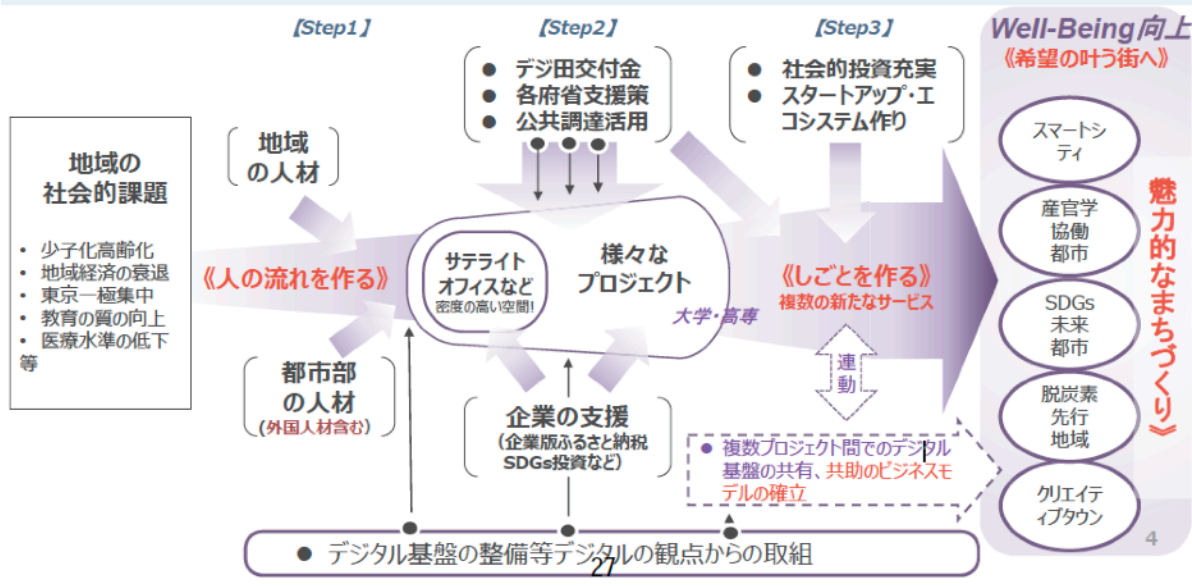 【Step1】
【Step2】
【Step3】
Well-Being向上
《希望の叶う街へ》
● デジ田交付金
● 各府省支援策
● 公共調達活用
● 社会的投資充実
● スタートアップ・エ
コシステム作り
地域の
社会的課題
• 少子化高齢化
• 地域経済の衰退
• 東京一極集中
• 教育の質の向上
• 医療水準の低下
等
地域
の人材
《人の流れを作る》
都市部
の人材
(外国人材含む)
サテライト
オフィスなど
密度の高い空間!
様々な
プロジェクト
大学・高専
企業の支援
(企業版ふるさと納税
SDGs投資など)
《しごとを作る》
複数の新たなサービス
連
動
● 複数プロジェクト間でのデジタル
基盤の共有、共助のビジネスモ
デルの確立
スマートシ
ティ
産官学
協働
都市
SDGs
未来
都市
脱炭素
先行
地域
クリエイテ
ィブタウン
魅力的なまちづくり》
4
● デジタル基盤の整備等デジタルの観点からの取組
27